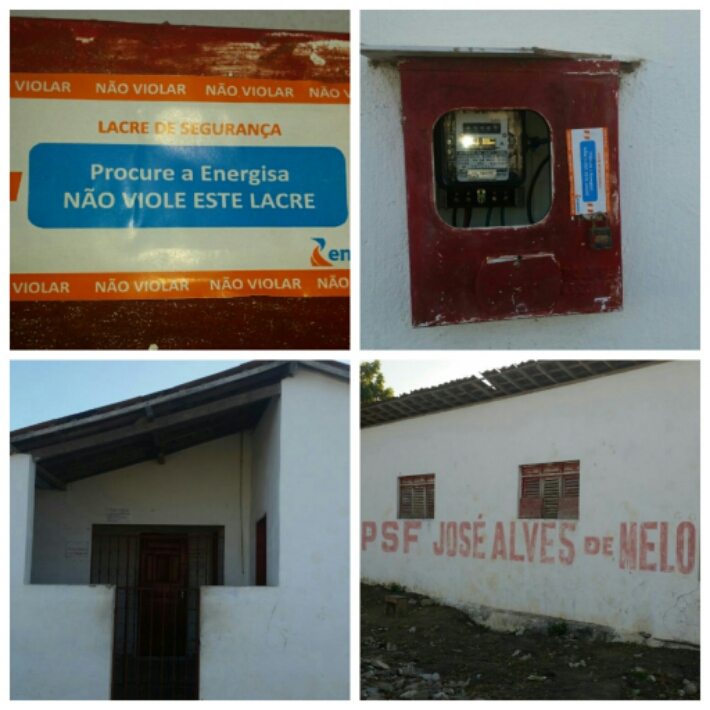 VIOLAR NÃO VIOLAR NÃO VIOLAR NÃO V
LACRE DE SEGURANÇA
Procure a Energisa
NÃO VIOLE ESTE LACRE
en
VIOLAR NÃO VIOLAR NÃO VIOLAR NÃO
PSF JOSÉ ALVES DE MELO